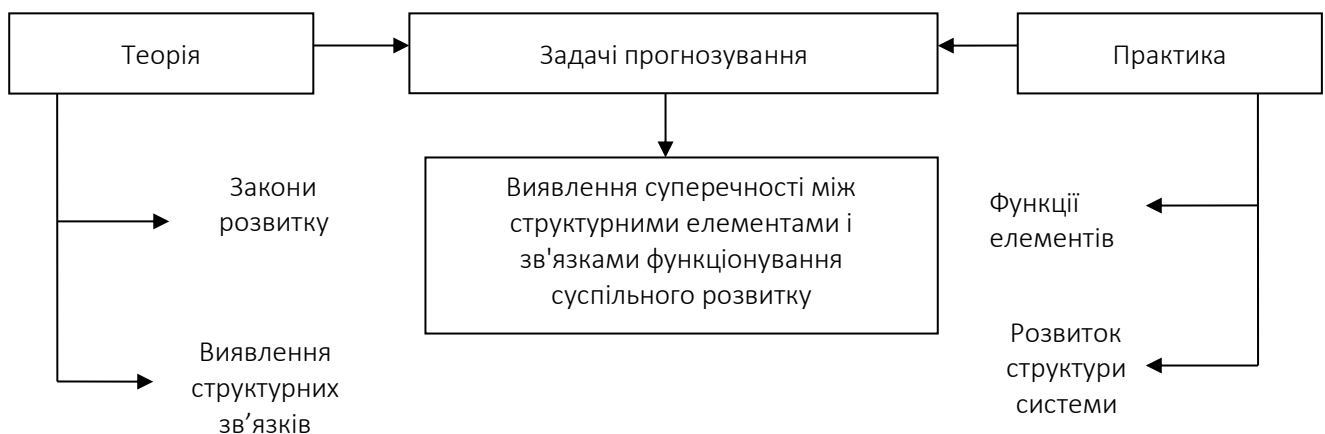 Теорія
Задачі прогнозування
Практика
Закони
розвитку
Виявлення
структурних
зв’язків
Виявлення суперечності між
структурними елементами і
зв'язками функціонування
суспільного розвитку
Функції
елементів
Розвиток
структури
системи